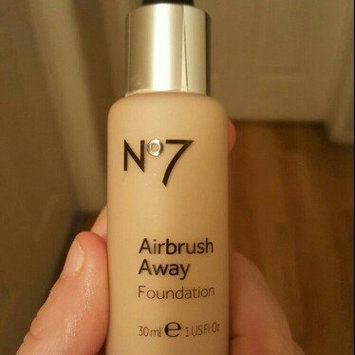 No7
Airbrush
Away
Foundation
30 ml ℮ 1 US Fl. Oz